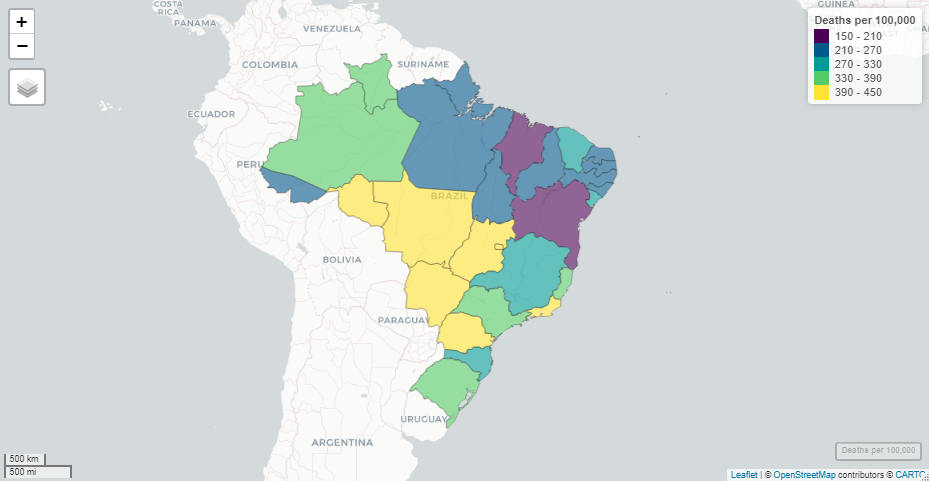 COSTA
RICA
PANAMA
VENEZUELA
SURINAME
COLOMBIA
ECUADOR
PERU
BRAZIL
BOLIVIA
PARAGUAY
URUGUAY
ARGENTINA
GUINEA
+
−
Deaths per 100,000
150 - 210
210 - 270
270 - 330
330 - 390
390 - 450
500 km
500 mi
Deaths per 100,000
Leaflet | © OpenStreetMap contributors © CARTO